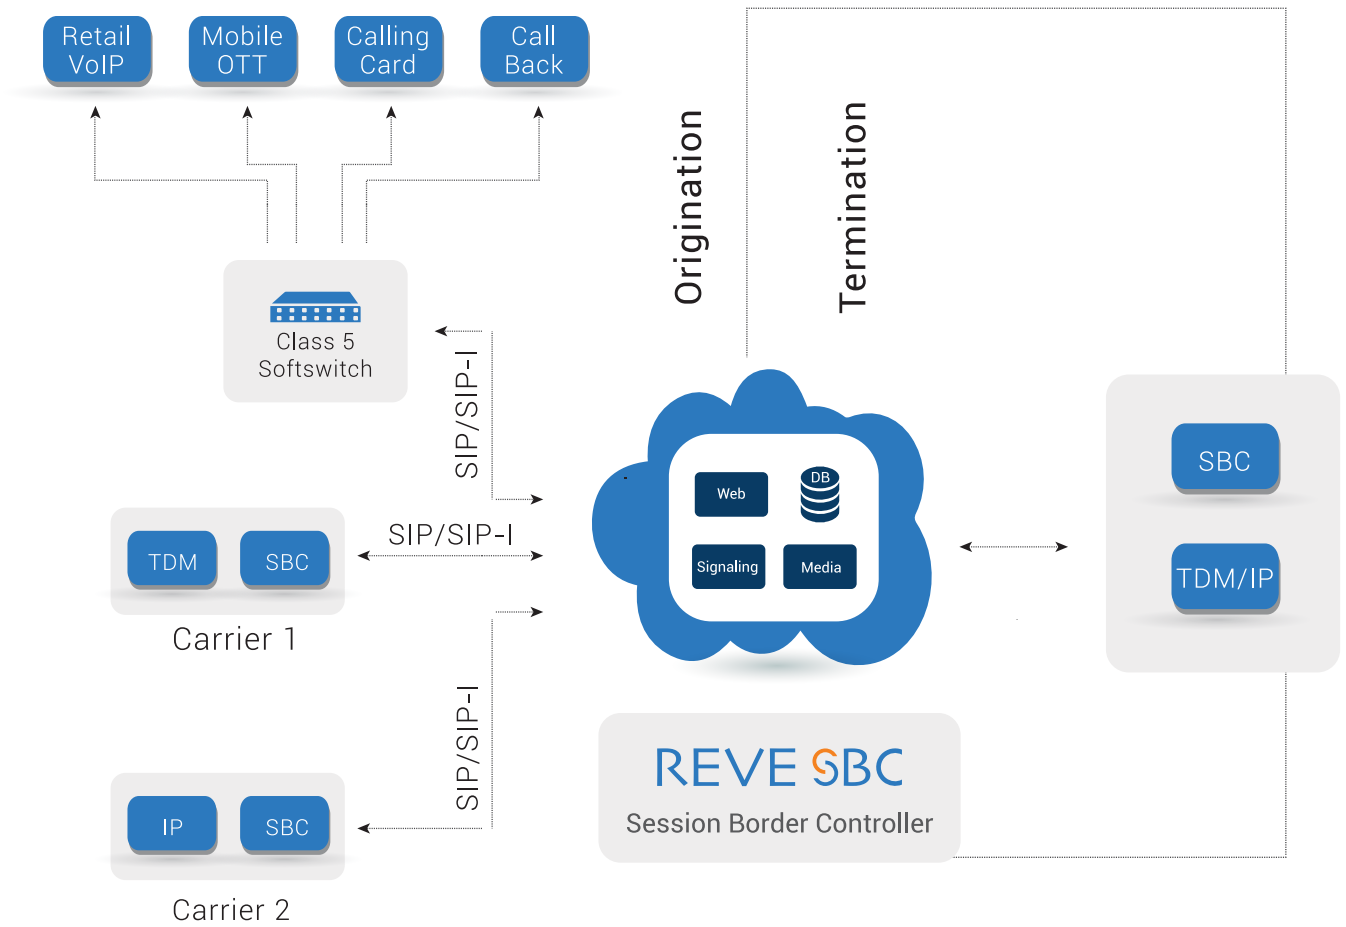 Retail
VoIP
Mobile
OTT
Calling
Card
Call
Back
Origination
Termination
Class 5
Softswitch
SIP/SIP-I
SIP/SIP-I
SIP/SIP-I
TDM
SBC
Carrier 1
IP
SBC
Carrier 2
Web
DB
Signaling
Media
REVE SBC
Session Border Controller
SBC
TDM/IP